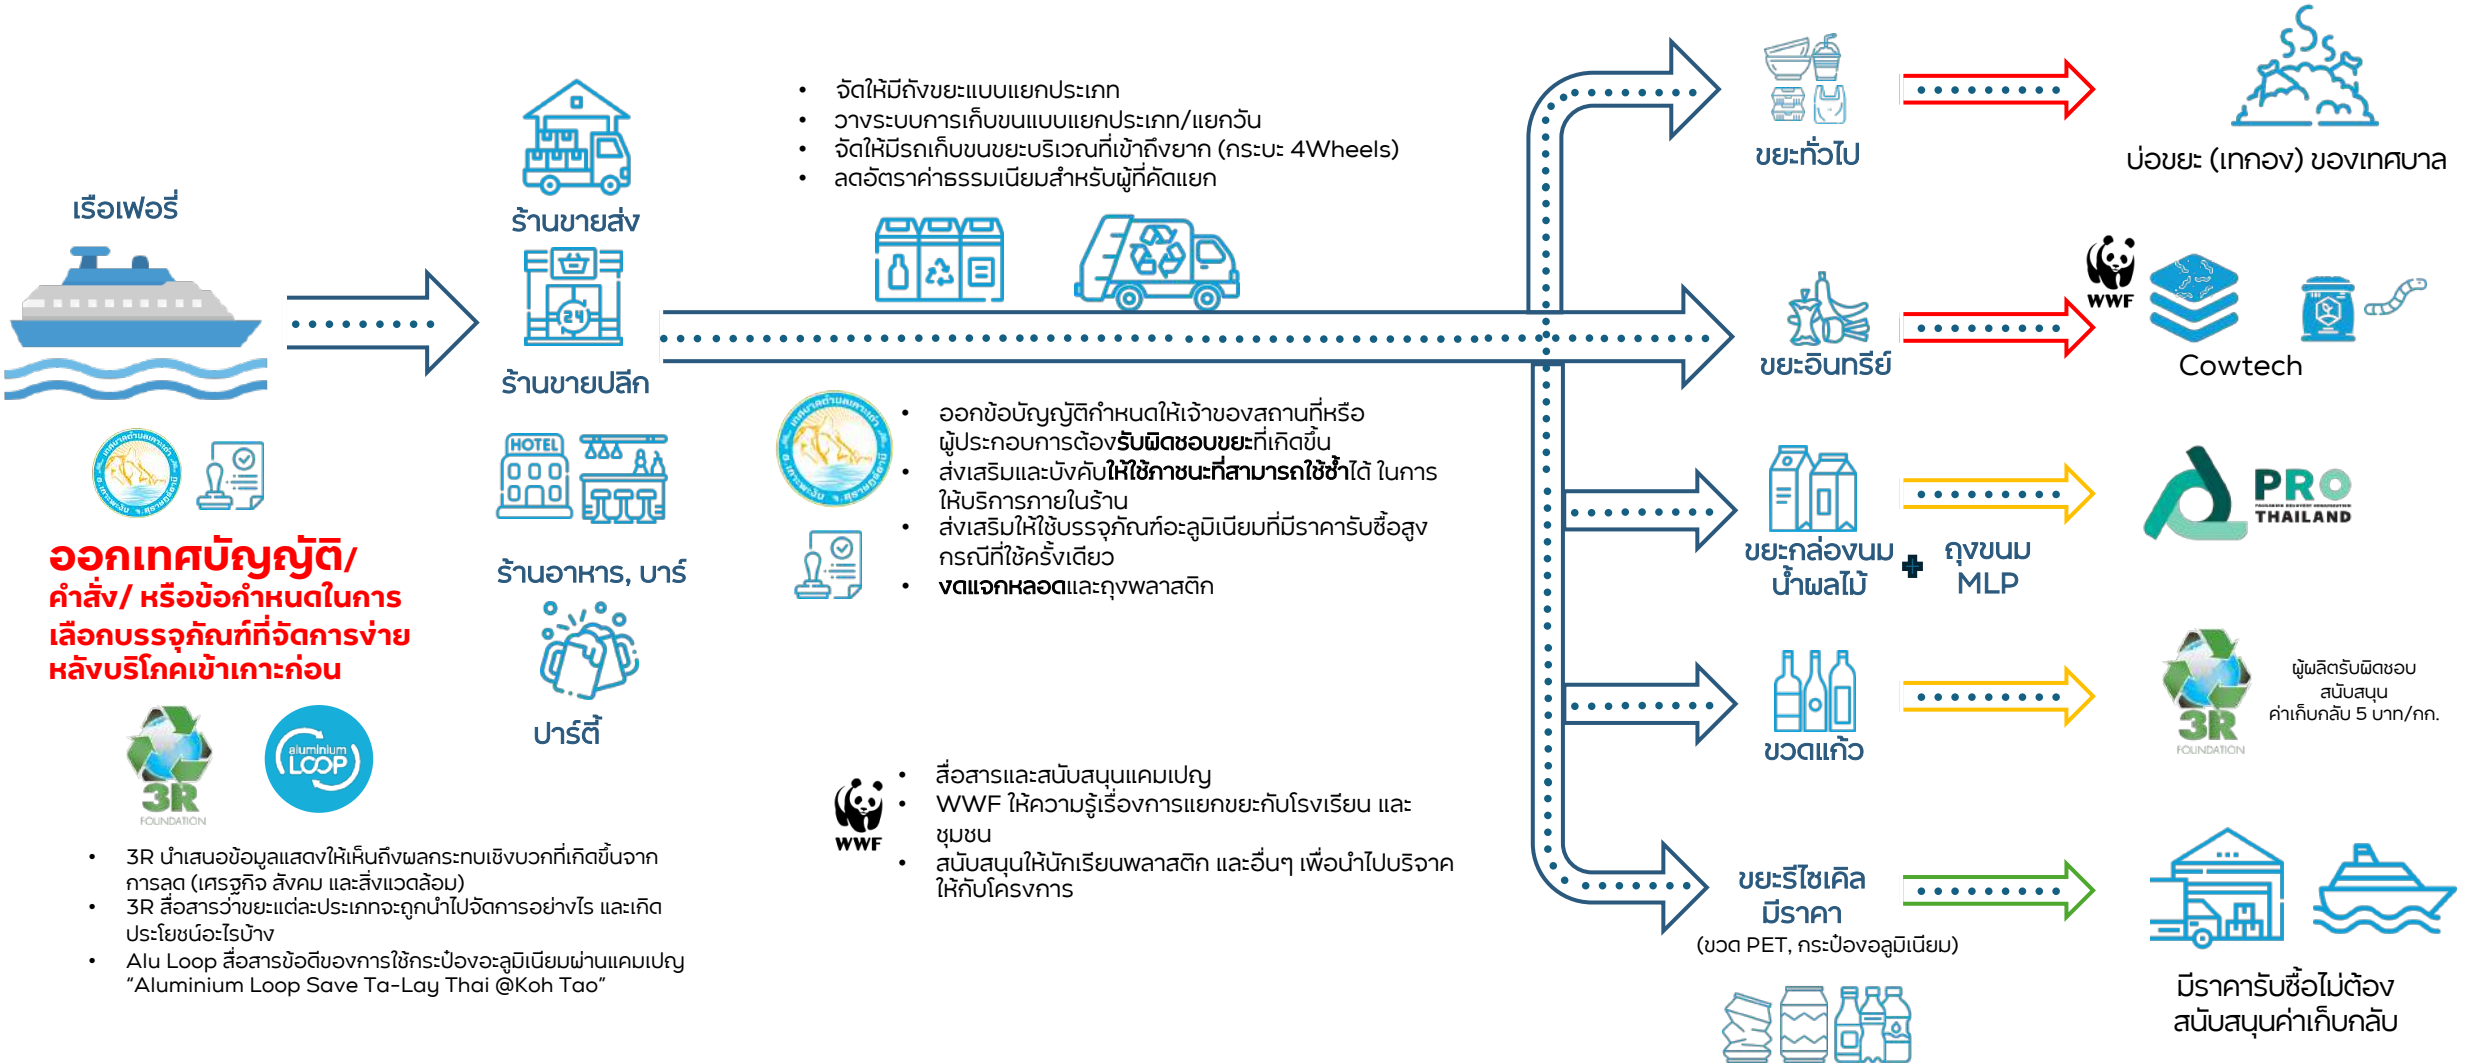 เรือเฟอรี่
ออกเทศบัญญัติ/
คำสั่ง/ หรือข้อกำหนดในการ
เลือกบรรจุภัณฑ์ที่จัดการง่าย
หลังบริโภคเข้าเกาะก่อน
3R
FOUNDATION
aluminium
LOOP
• 3R นำเสนอข้อมูลแสดงให้เห็นถึงผลกระทบเชิงบวกที่เกิดขึ้นจาก
การลด (เศรฐกิจ สังคม และสิ่งแวดล้อม)
• 3R สื่อสารว่าขยะแต่ละประเภทจะถูกนำไปจัดการอย่างไร และเกิด
ประโยชน์อะไรบ้าง
• Alu Loop สื่อสารข้อดีของการใช้กระป๋องอะลูมิเนียมผ่านแคมเปญ
“Aluminium Loop Save Ta-Lay Thai @Koh Tao”
ร้านขายส่ง
24
ร้านขายปลีก
HOTEL
ร้านอาหาร, บาร์
ปาร์ตี้
• จัดให้มีถังขยะแบบแยกประเภท
• วางระบบการเก็บขนแบบแยกประเภท/แยกวัน
• จัดให้มีรถเก็บขนขยะบริเวณที่เข้าถึงยาก (กระบะ 4Wheels)
• ลดอัตราค่าธรรมเนียมสำหรับผู้ที่คัดแยก
• ออกข้อบัญญัติกำหนดให้เจ้าของสถานที่หรือ
ผู้ประกอบการต้องรับผิดชอบขยะที่เกิดขึ้น
• ส่งเสริมและบังคับให้ใช้ภาชนะที่สามารถใช้ซ้ำได้ ในการ
ให้บริการภายในร้าน
• ส่งเสริมให้ใช้บรรจุภัณฑ์อะลูมิเนียมที่มีราคารับซื้อสูง
กรณีที่ใช้ครั้งเดียว
• งดแจกหลอดและถุงพลาสติก
WWF
• สื่อสารและสนับสนุนแคมเปญ
• WWF ให้ความรู้เรื่องการแยกขยะกับโรงเรียน และ
ชุมชน
• สนับสนุนให้นักเรียนพลาสติก และอื่นๆ เพื่อนำไปบริจาค
ให้กับโครงการ
ขยะทั่วไป
บ่อขยะ (เทกอง) ของเทศบาล
ขยะอินทรีย์
WWF
Cowtech
ขยะกล่องนม
น้ำผลไม้
ถุงขนม
MLP
PRO
THAILAND
ขวดแก้ว
3R
FOUNDATION
ผู้ผลิตรับผิดชอบ
สนับสนุน
ค่าเก็บกลับ 5 บาท/กก.
ขยะรีไซเคิล
มีราคา
(ขวด PET, กระป๋องอลูมิเนียม)
มีราคารับซื้อไม่ต้อง
สนับสนุนค่าเก็บกลับ